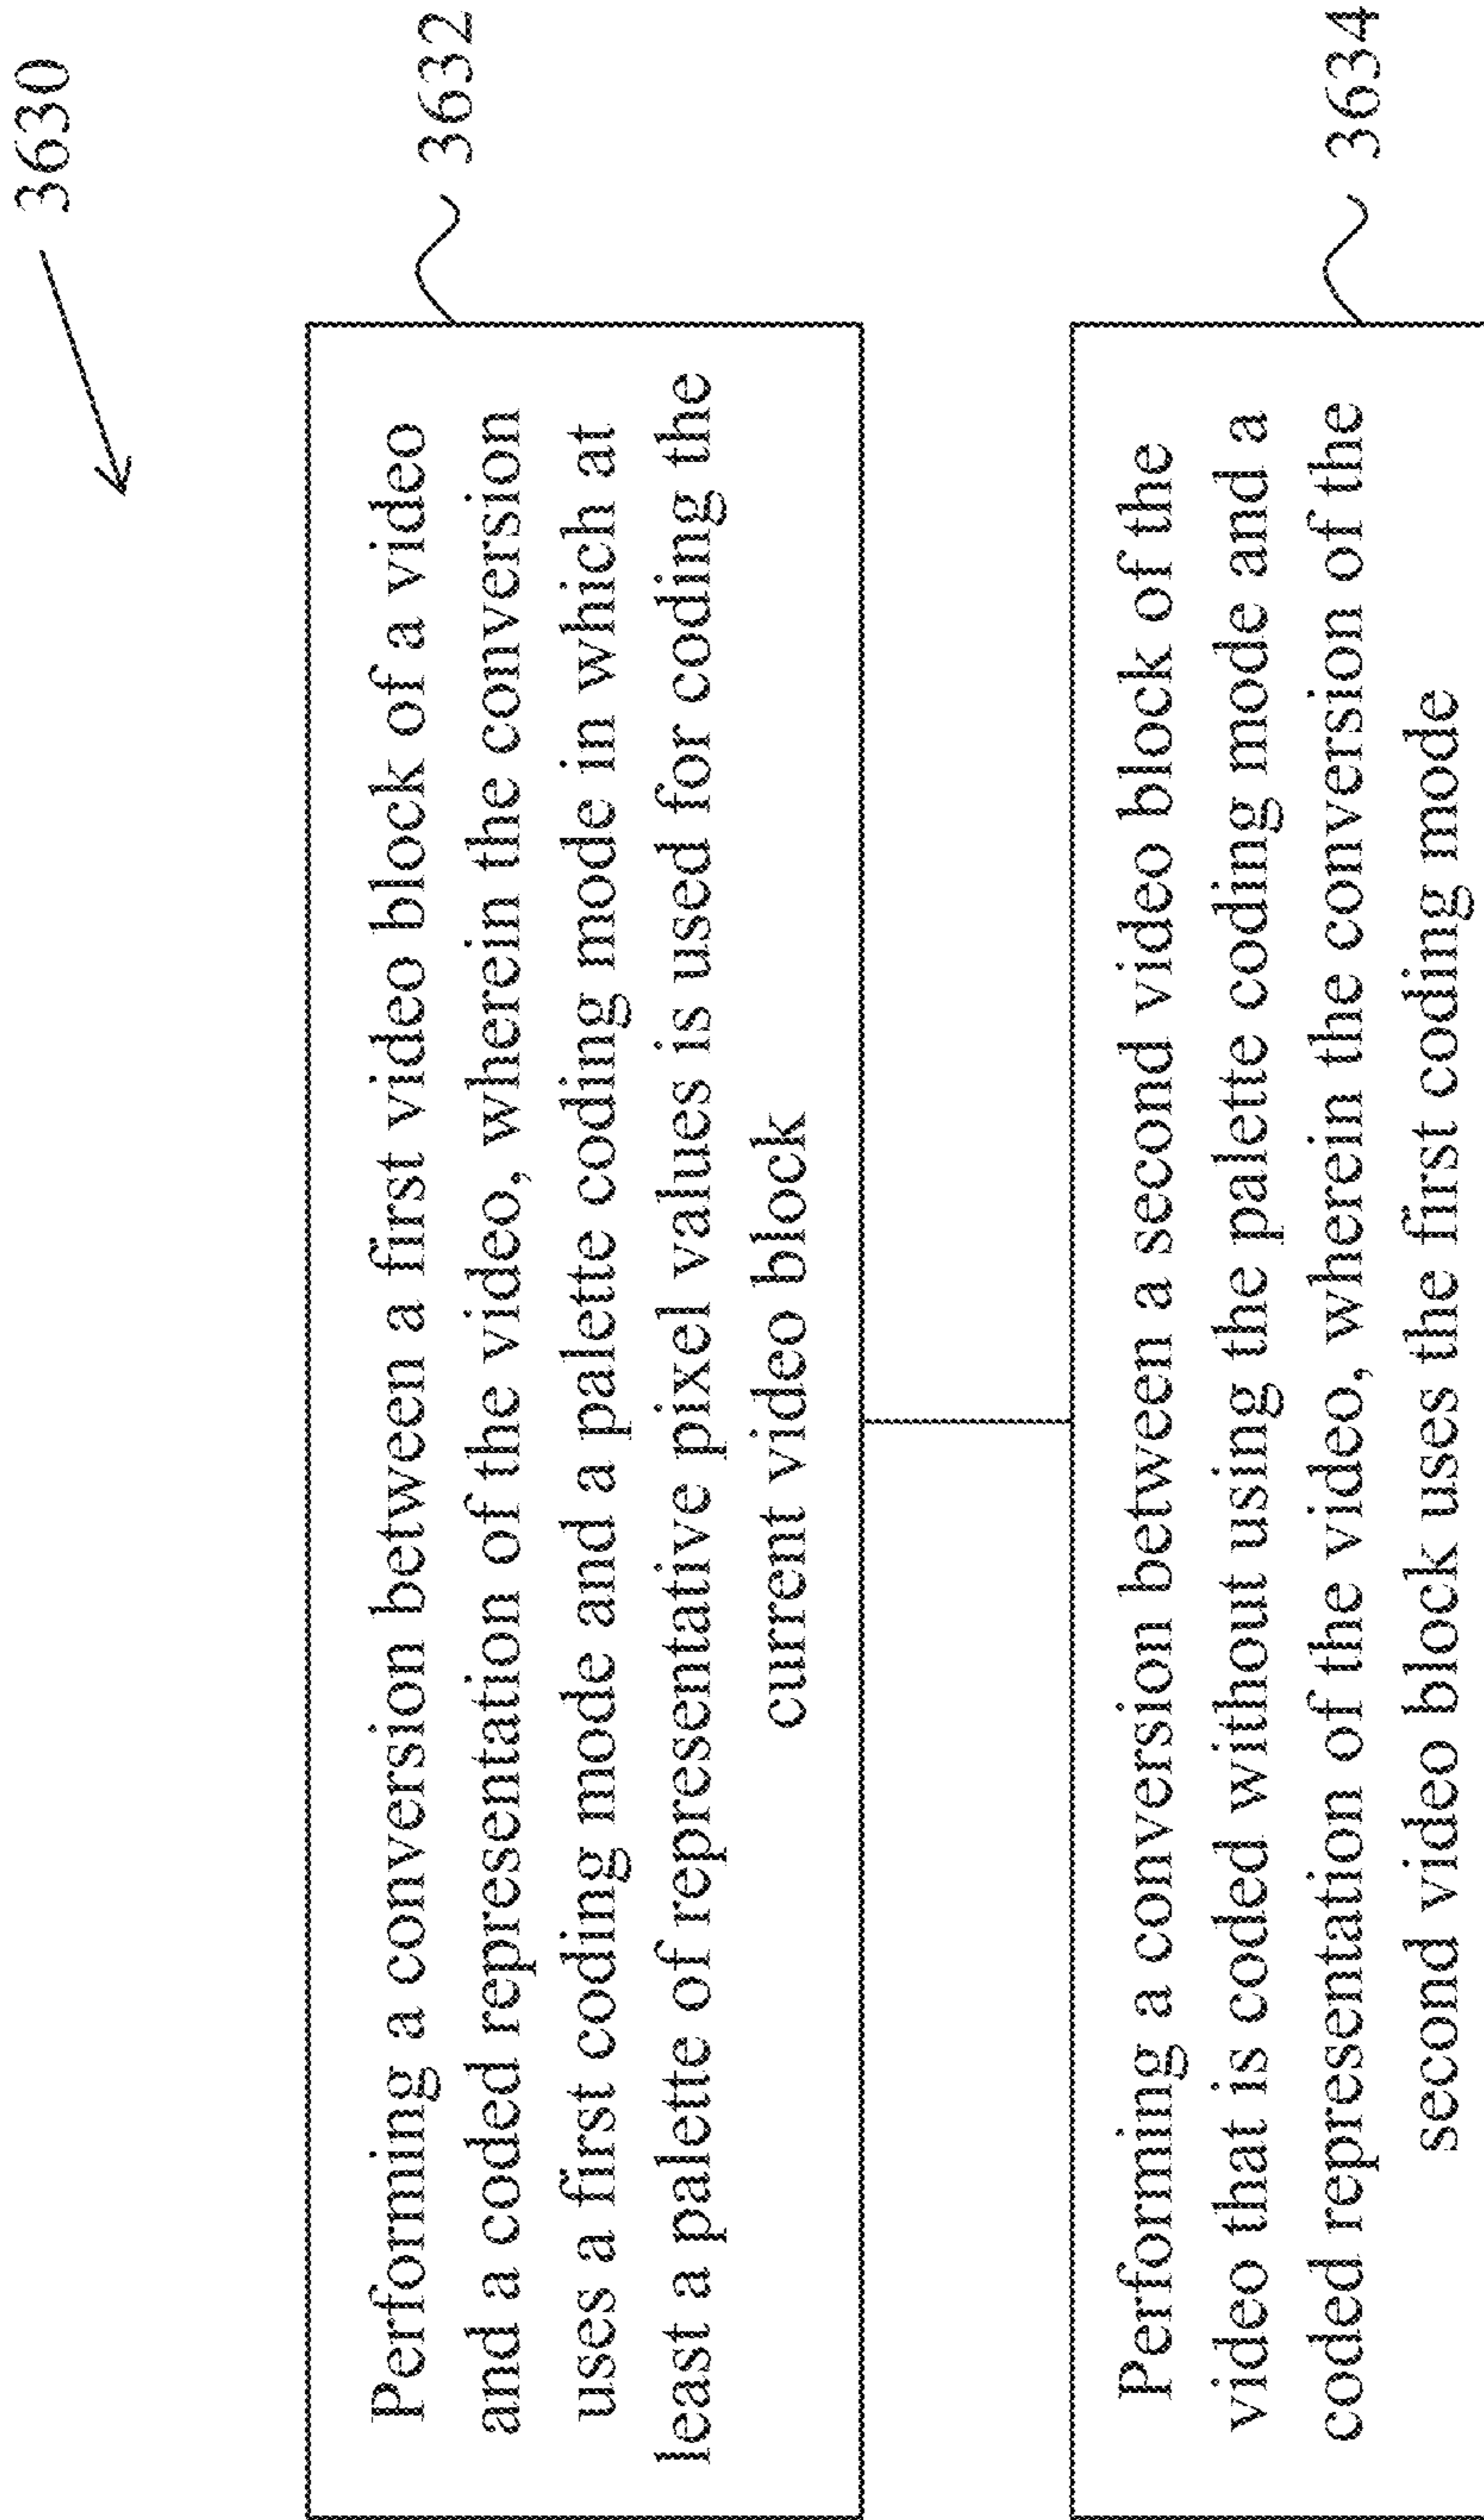 3630
Performing a conversion between a first video block of a video
and a coded representation of the video, wherein the conversion
uses a first coding mode and a palette coding mode in which at
least a palette of representative pixel values is used for coding the
current video block
3632
Performing a conversion between a second video block of the
video that is coded without using the palette coding mode and a
coded representation of the video, wherein the conversion of the
second video block uses the first coding mode
3634